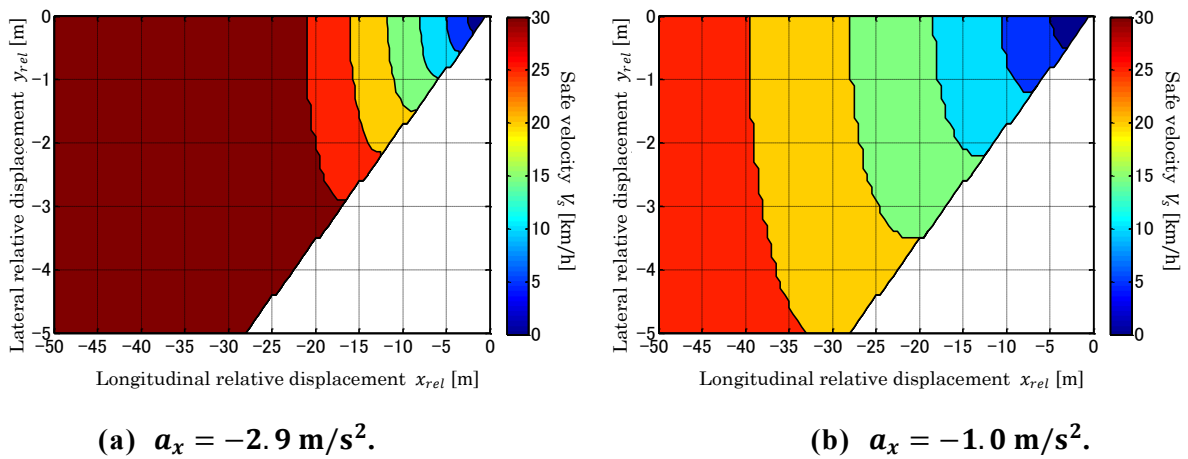 Lateral relative displacement y_rel [m]
0
−1
−2
−3
−4
−5
−50 −45 −40 −35 −30 −25 −20 −15 −10 −5 0
Longitudinal relative displacement x_rel [m]
30
25
20
15
10
5
0
Safe velocity V_s [km/h]
(a) a_x = −2.9 m/s².
Lateral relative displacement y_rel [m]
0
−1
−2
−3
−4
−5
−50 −45 −40 −35 −30 −25 −20 −15 −10 −5 0
Longitudinal relative displacement x_rel [m]
30
25
20
15
10
5
0
Safe velocity V_s [km/h]
(b) a_x = −1.0 m/s².